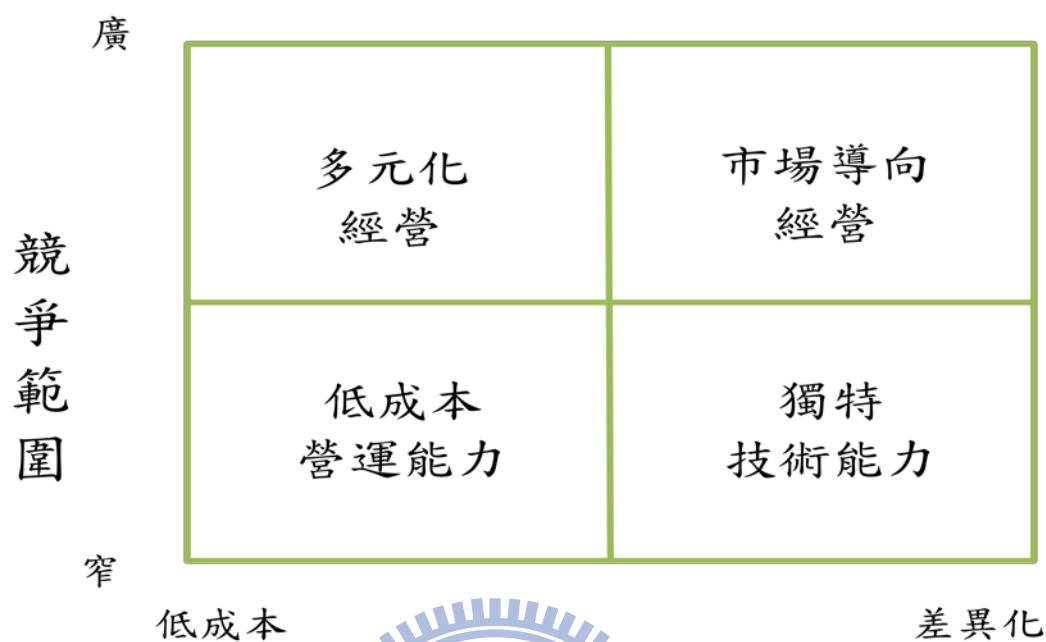 廣
多元化
經營
市場導向
經營
競爭範圍
低成本
營運能力
獨特
技術能力
窄
低成本
差異化